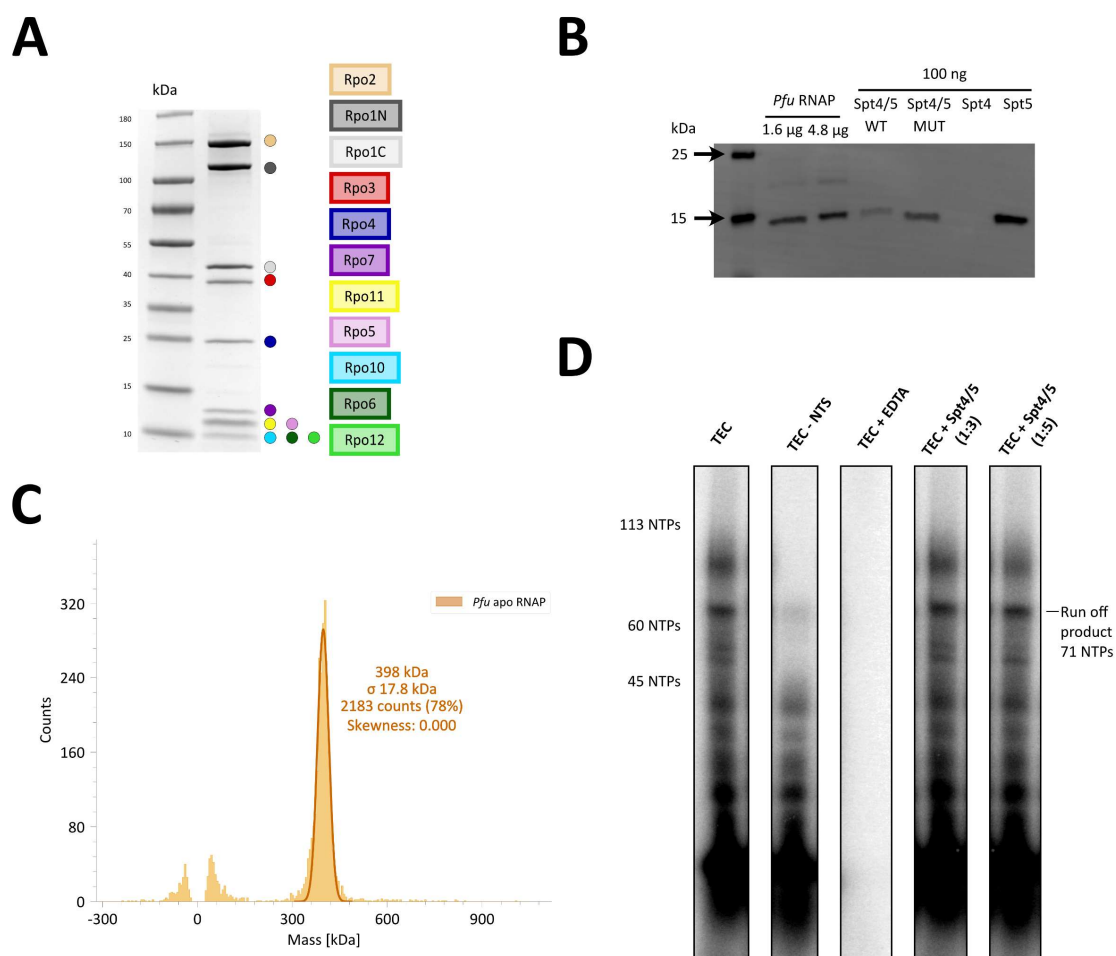 A
kDa
180
150
100
70
55
40
35
25
15
10
Rpo2
Rpo1N
Rpo1C
Rpo3
Rpo4
Rpo7
Rpo11
Rpo5
Rpo10
Rpo6
Rpo12
B
100 ng
Pfu RNAP
Spt4/5 Spt4/5 Spt4 Spt5
kDa
1.6 µg 4.8 µg
WT MUT
25
15
C
320
240
160
80
0
Counts
-300 0 300 600 900
Mass [kDa]
Pfu apo RNAP
398 kDa
σ 17.8 kDa
2183 counts (78%)
Skewness: 0.000
D
TEC
TEC - NTS
TEC + EDTA
TEC + Spt4/5
(1:3)
TEC + Spt4/5
(1:5)
113 NTPs
60 NTPs
45 NTPs
Run off
product
71 NTPs